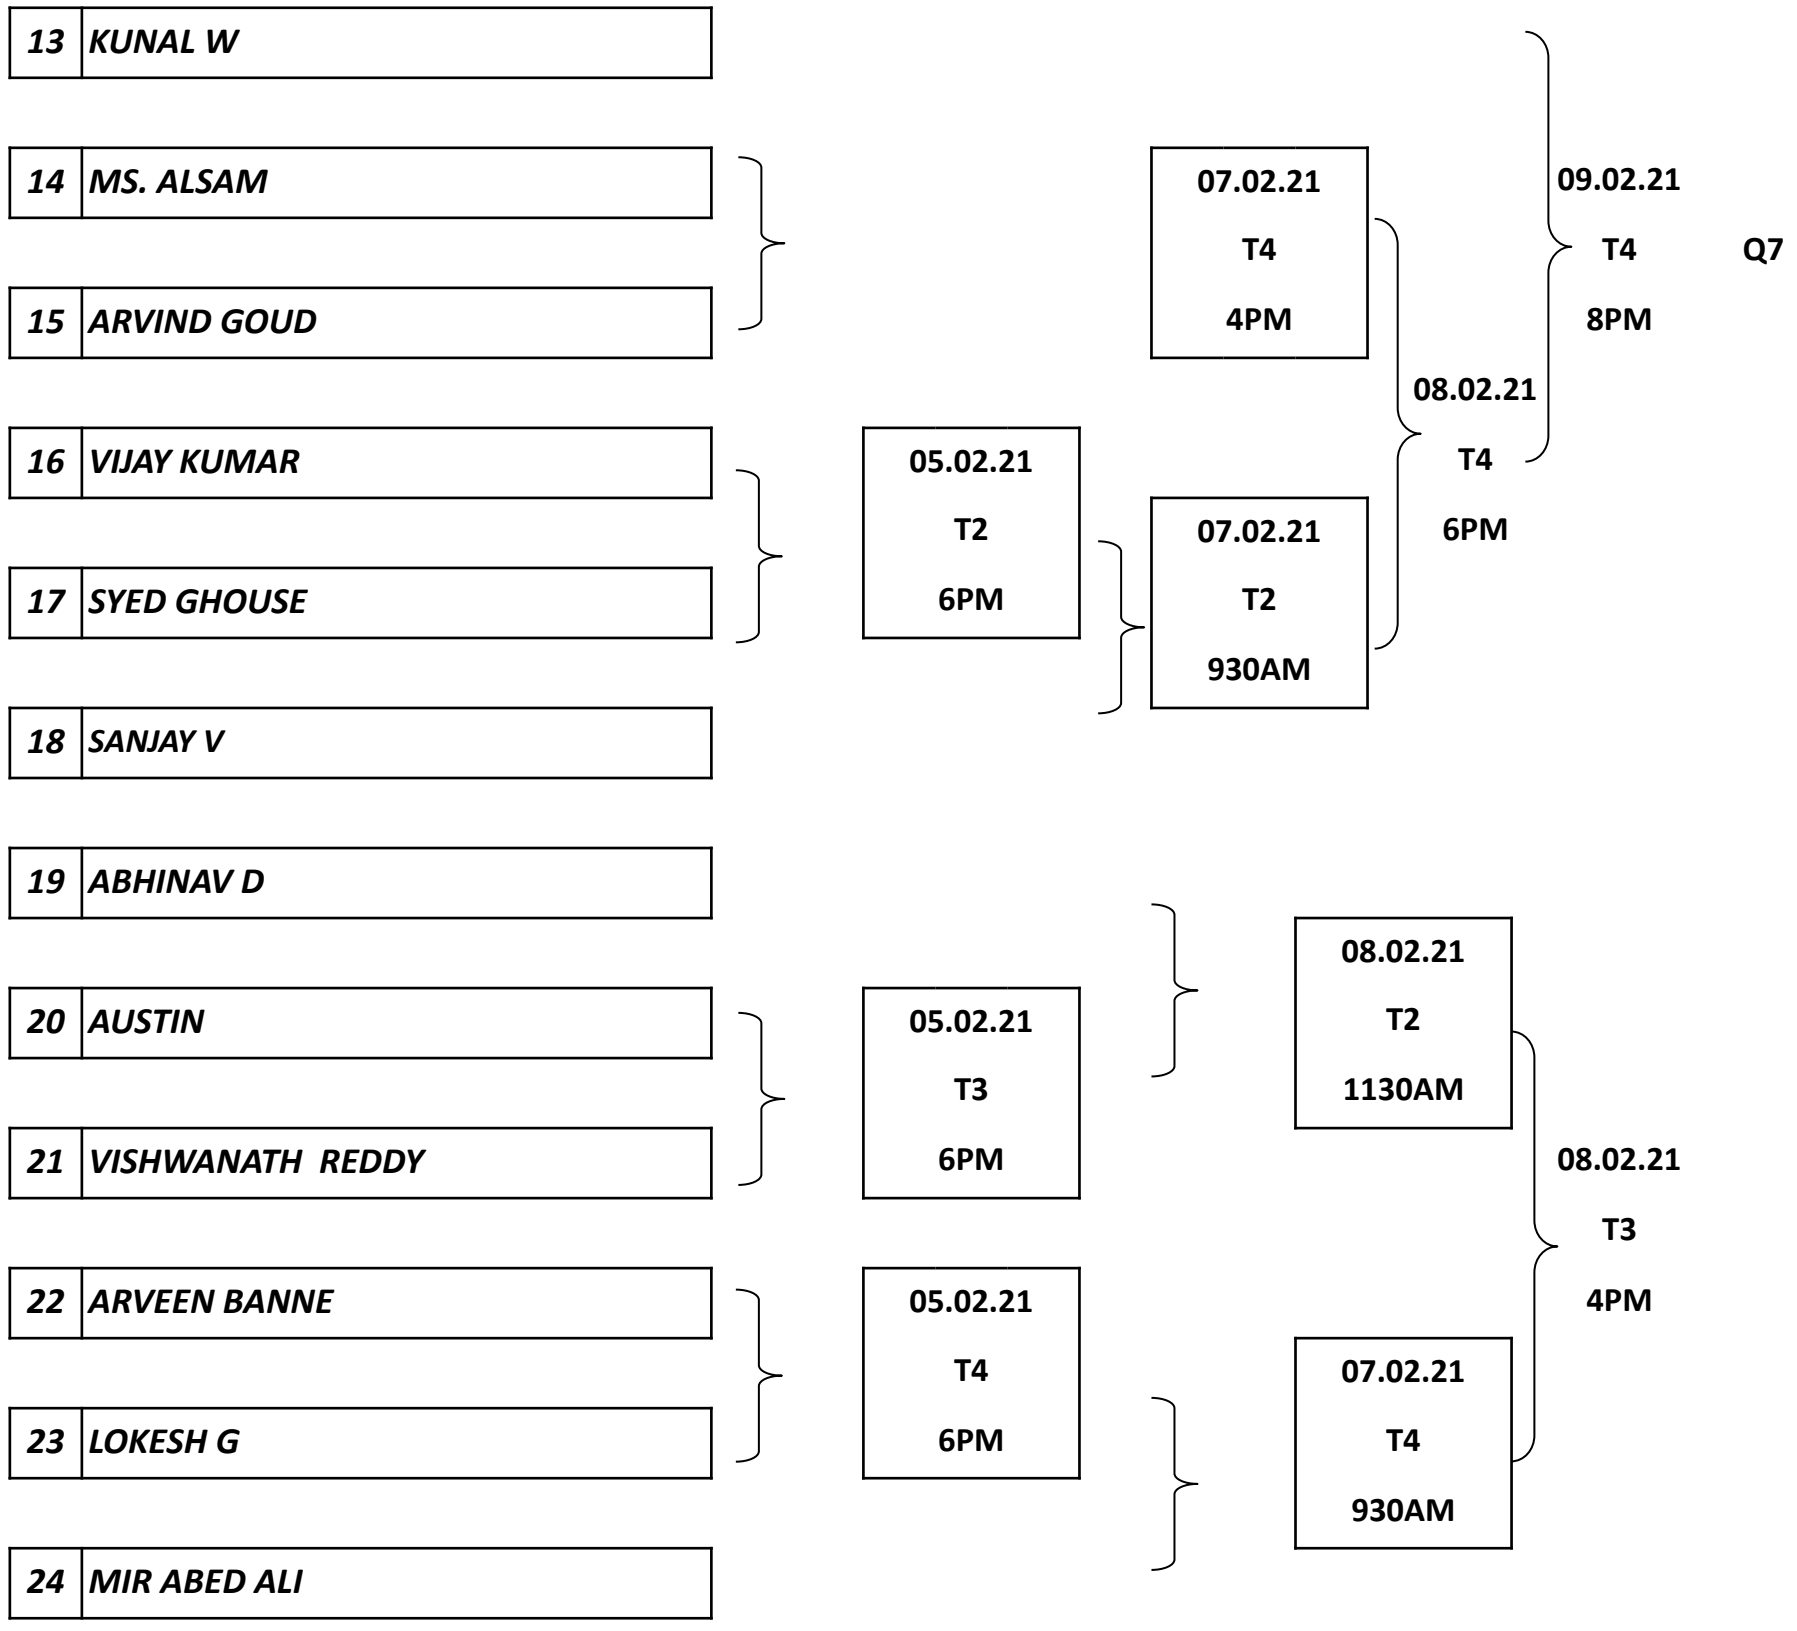 13 KUNAL W
14 MS. ALSAM 07.02.21 09.02.21
T4 T4 Q7
15 ARVIND GOUD 4PM 8PM
08.02.21
16 VIJAY KUMAR 05.02.21 T4
T2 07.02.21 6PM
17 SYED GHOUSE 6PM T2
930AM
18 SANJAY V
19 ABHINAV D
08.02.21
20 AUSTIN 05.02.21 T2
T3 1130AM
21 VISHWANATH REDDY 6PM 08.02.21
T3
22 ARVEEN BANNE 05.02.21 4PM
T4 07.02.21
23 LOKESH G 6PM T4
930AM
24 MIR ABED ALI